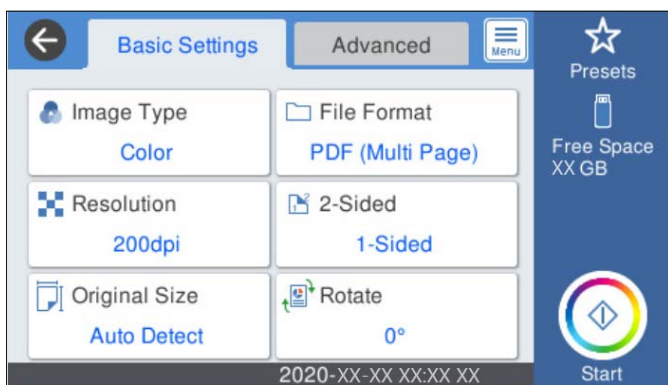 Basic Settings
Advanced
Menu
Presets
Image Type
Color
File Format
PDF (Multi Page)
Free Space
XX GB
Resolution
200dpi
2-Sided
1-Sided
Original Size
Auto Detect
Rotate
0°
Start
2020-XX-XX XX:XX XX